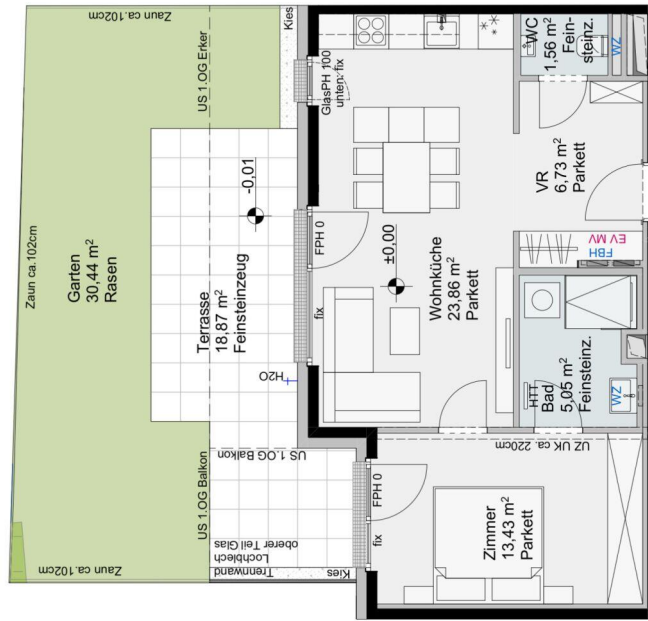 Zaun ca.102cm
US 1.OG Erker
Kies
Zaun ca.102cm
Garten
30,44 m²
Rasen
Terrasse
18,87 m²
Feinsteinzeug
-0,01
H2O
US 1.OG Balkon
US 1.OG Balkon
Zaun ca.102cm
Trennwand
Lochblech
oberer Teil Glas
Kies
GlasPH 100
unten: fix
FPH 0
fix
±0,00
Wohnküche
23,86 m²
Parkett
WC
1,56 m²
Fein-
steinz.
WZ
VR
6,73 m²
Parkett
FBH
EV MV
HTT
Bad
5,05 m²
Feinsteinz.
WZ
UZ UK ca. 220cm
FPH 0
fix
Zimmer
13,43 m²
Parkett